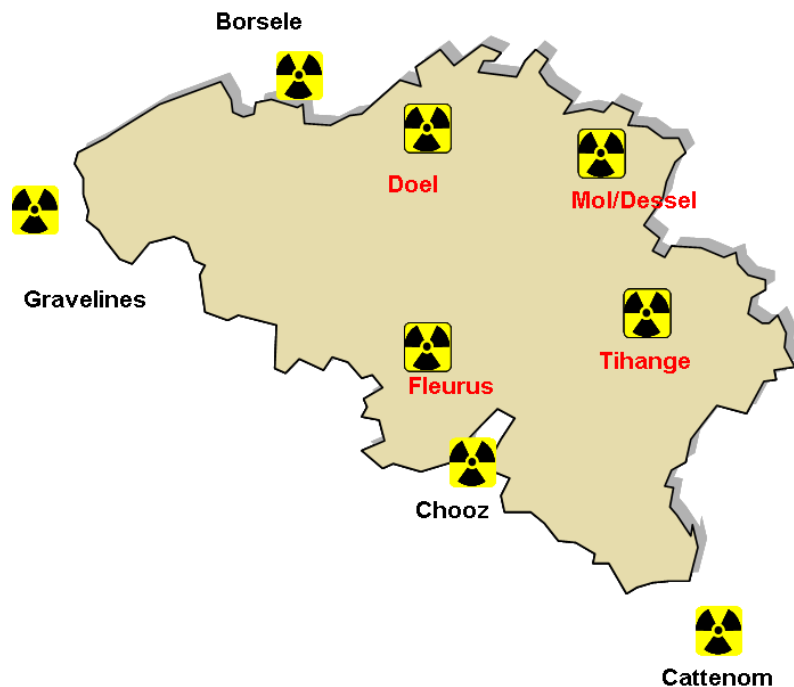 Borsele
Doel
Mol/Dessel
Gravelines
Tihange
Fleurus
Chooz
Cattenom